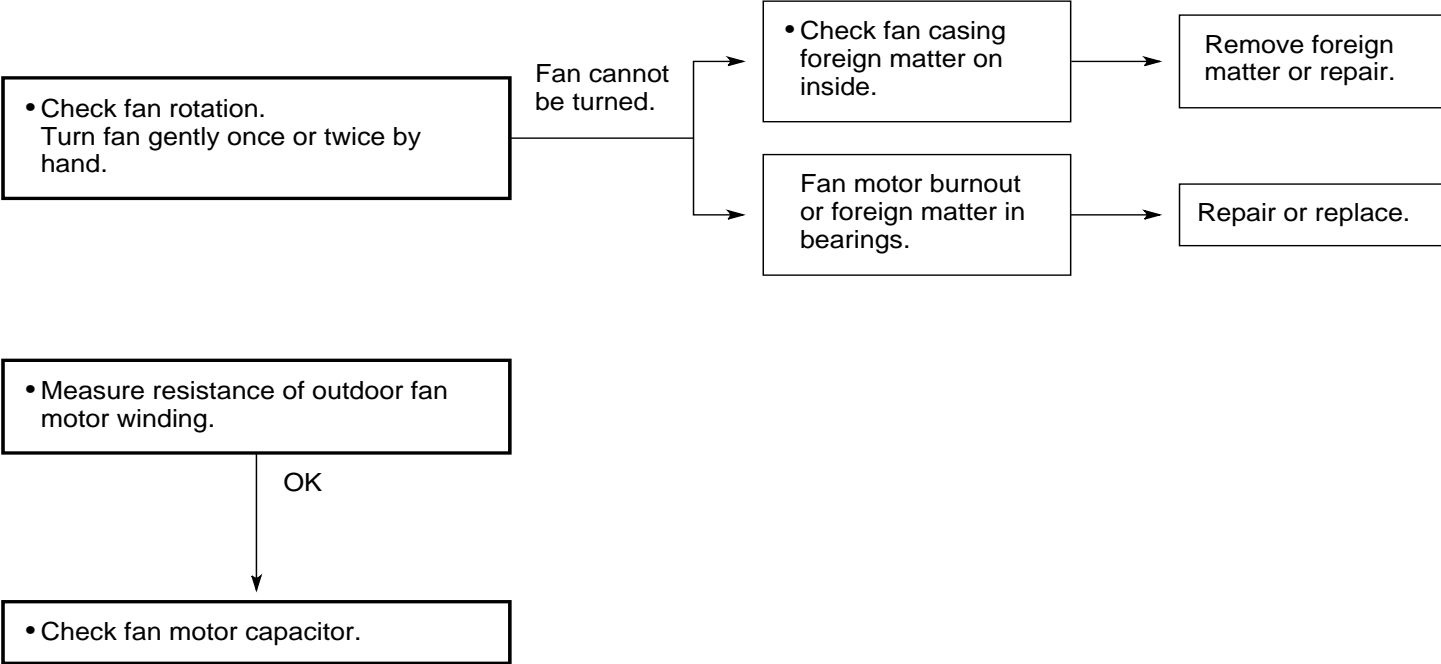 • Check fan rotation.
Turn fan gently once or twice by
hand.
Fan cannot
be turned.
• Check fan casing
foreign matter on
inside.
Remove foreign
matter or repair.
Fan motor burnout
or foreign matter in
bearings.
Repair or replace.
• Measure resistance of outdoor fan
motor winding.
OK
• Check fan motor capacitor.